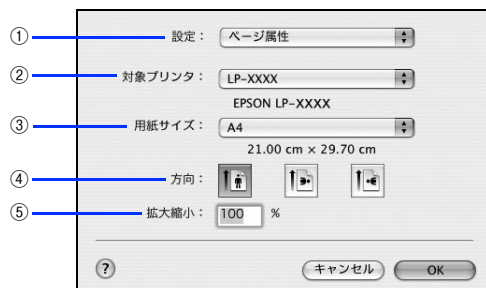 ① 設定： ページ属性
② 対象プリンタ： LP-XXXX
EPSON LP-XXXX
③ 用紙サイズ： A4
21.00 cm × 29.70 cm
④ 方向：
⑤ 拡大縮小： 100 %
? キャンセル OK